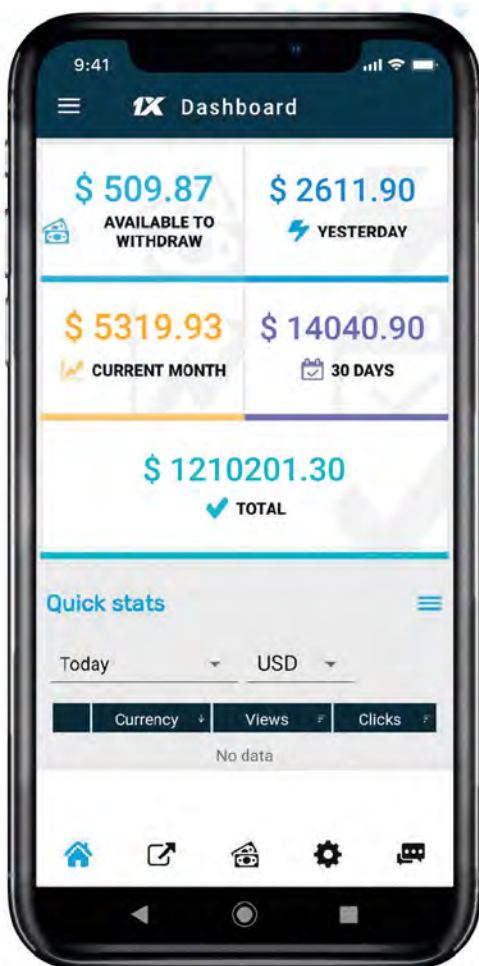 9:41
1X Dashboard
$ 509.87
AVAILABLE TO
WITHDRAW
$ 2611.90
YESTERDAY
$ 5319.93
CURRENT MONTH
$ 14040.90
30 DAYS
$ 1210201.30
TOTAL
Quick stats
Today
USD
Currency Views Clicks
No data